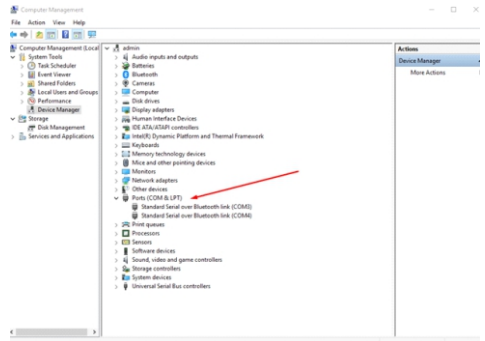 Computer Management
File Action View Help
Computer Management (Local
System Tools
Task Scheduler
Event Viewer
Shared Folders
Local Users and Groups
Performance
Device Manager
Storage
Disk Management
Services and Applications
admin
Audio inputs and outputs
Batteries
Bluetooth
Cameras
Computer
Disk drives
Display adapters
Human Interface Devices
IDE ATA/ATAPI controllers
Intel(R) Dynamic Platform and Thermal Framework
Keyboards
Memory technology devices
Mice and other pointing devices
Monitors
Network adapters
Other devices
Ports (COM & LPT)
Standard Serial over Bluetooth link (COM3)
Standard Serial over Bluetooth link (COM4)
Print queues
Processors
Sensors
Software devices
Sound, video and game controllers
Storage controllers
System devices
Universal Serial Bus controllers
Actions
Device Manager
More Actions